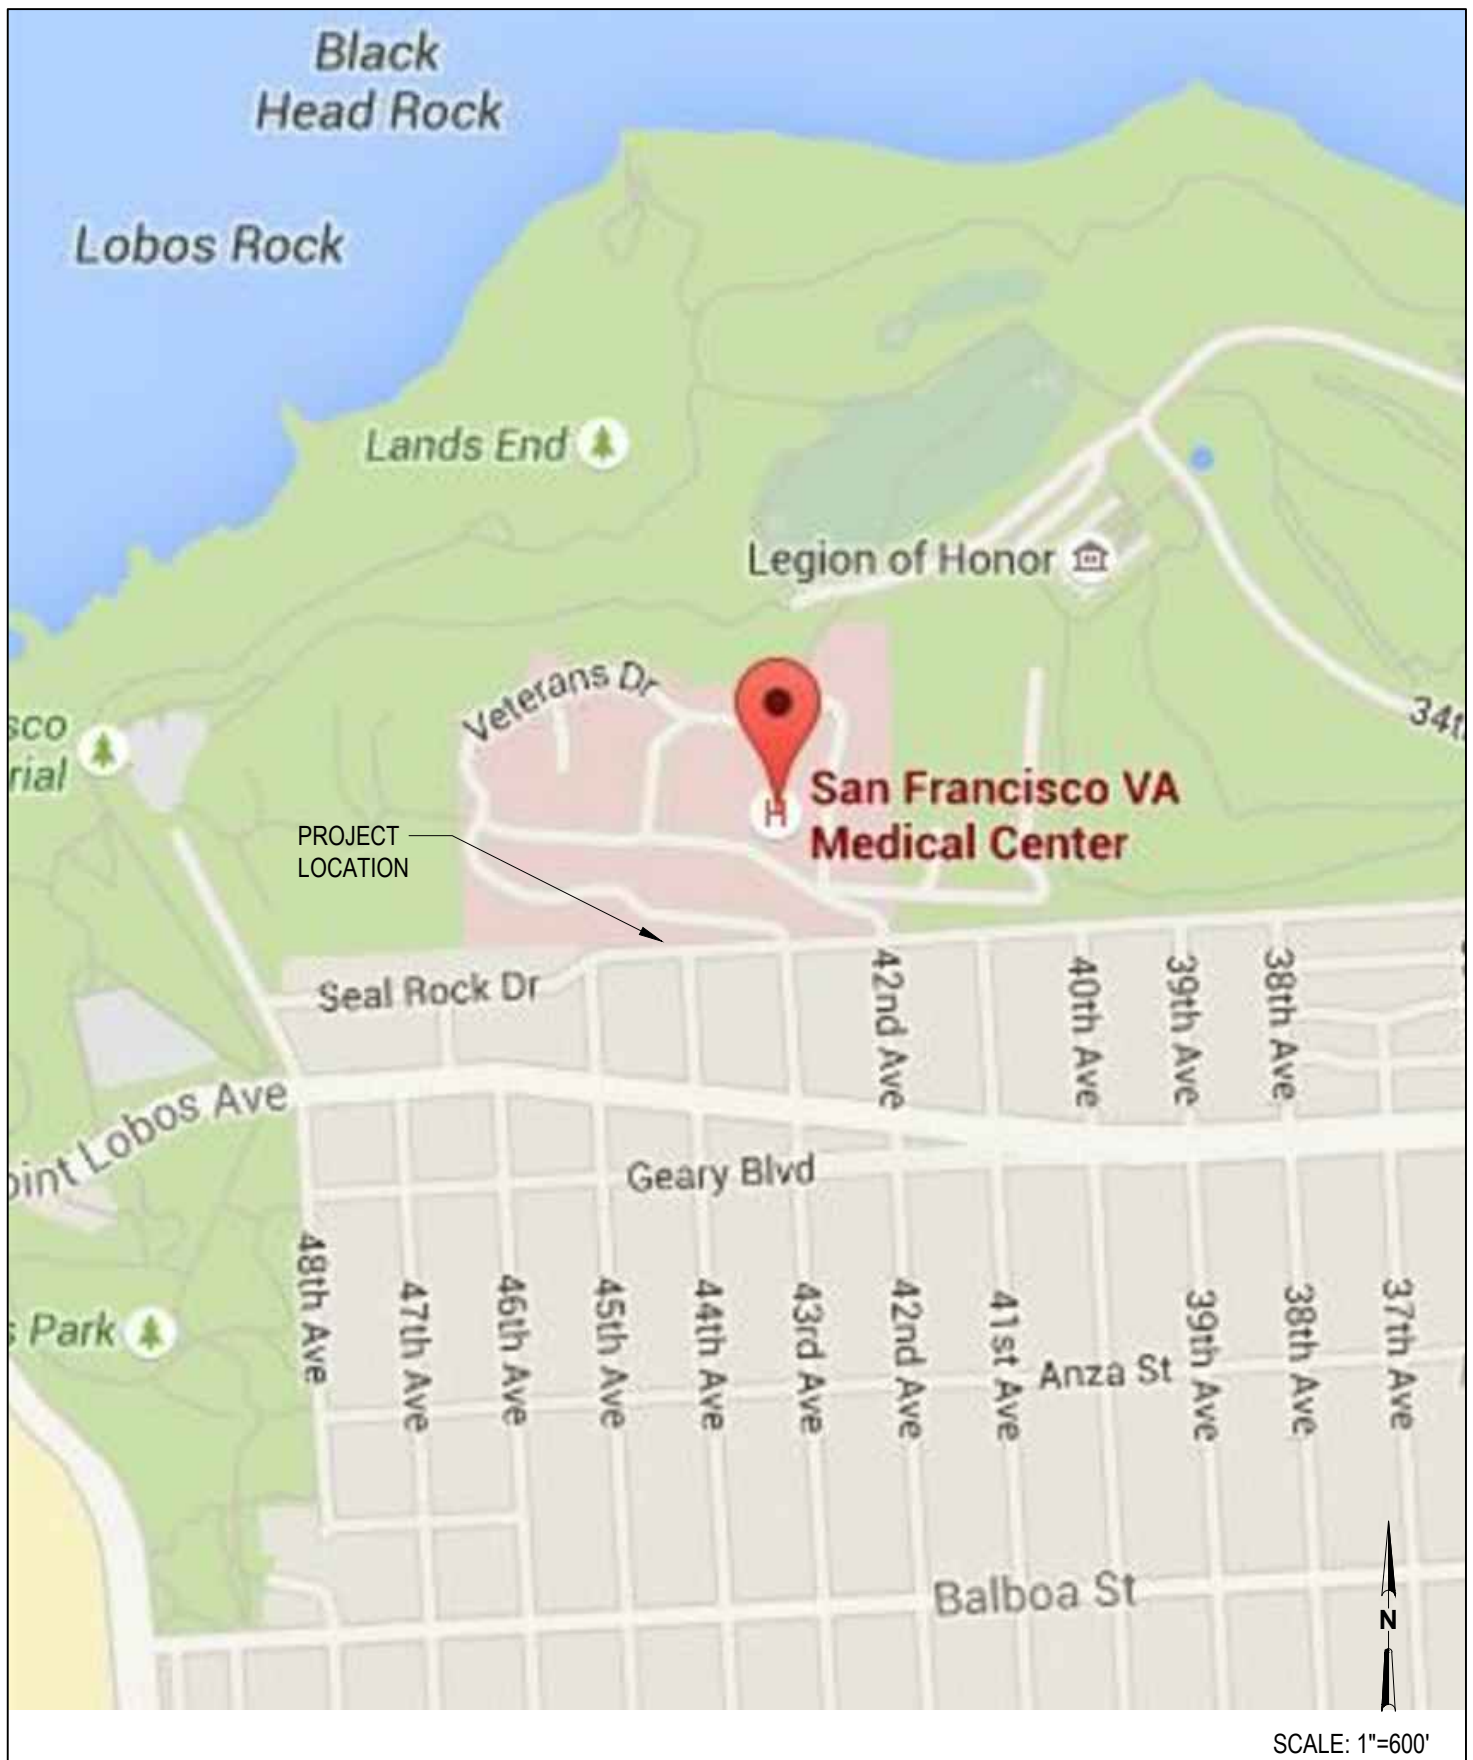 Black
Head Rock
Lobos Rock
Lands End
Legion of Honor
Veterans Dr
34t
sco
rial
San Francisco VA
Medical Center
H
PROJECT
LOCATION
Seal Rock Dr
42nd Ave
40th Ave
39th Ave
38th Ave
oint Lobos Ave
Geary Blvd
48th Ave
47th Ave
46th Ave
45th Ave
44th Ave
43rd Ave
42nd Ave
41st Ave
39th Ave
38th Ave
37th Ave
s Park
Anza St
Balboa St
N
SCALE: 1"=600'